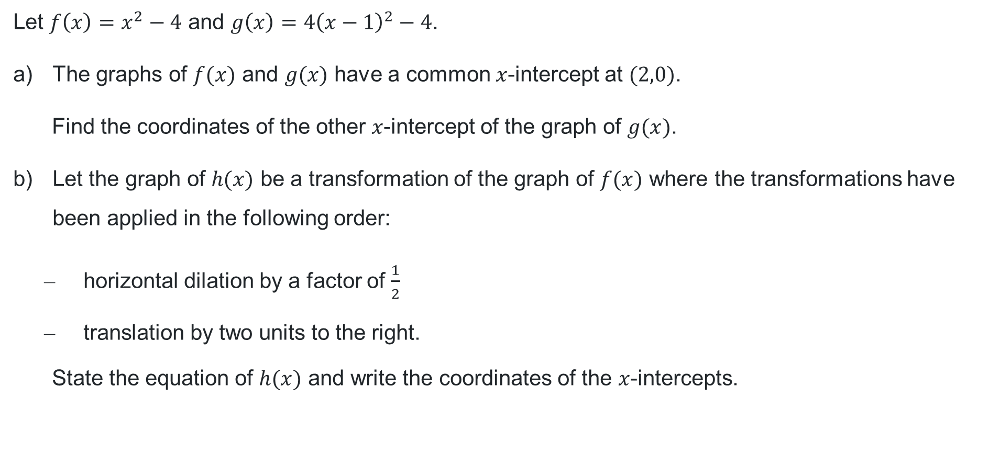 Let f(x) = x² − 4 and g(x) = 4(x − 1)² − 4.
a) The graphs of f(x) and g(x) have a common x-intercept at (2,0).
Find the coordinates of the other x-intercept of the graph of g(x).
b) Let the graph of h(x) be a transformation of the graph of f(x) where the transformations have
been applied in the following order:
– horizontal dilation by a factor of 1/2
– translation by two units to the right.
State the equation of h(x) and write the coordinates of the x-intercepts.